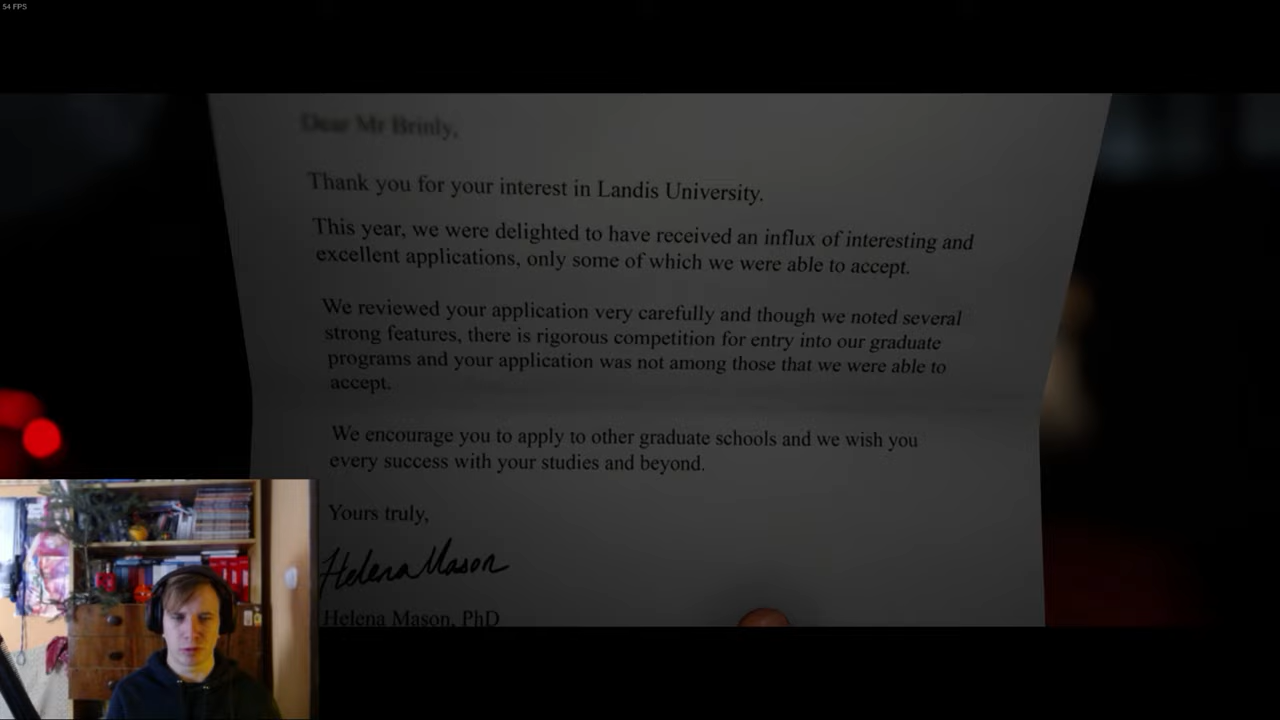 54 FPS
Dear Mr Brinly,
Thank you for your interest in Landis University.
This year, we were delighted to have received an influx of interesting and
excellent applications, only some of which we were able to accept.
We reviewed your application very carefully and though we noted several
strong features, there is rigorous competition for entry into our graduate
programs and your application was not among those that we were able to
accept.
We encourage you to apply to other graduate schools and we wish you
every success with your studies and beyond.
Yours truly,
Helena Mason
Helena Mason, PhD